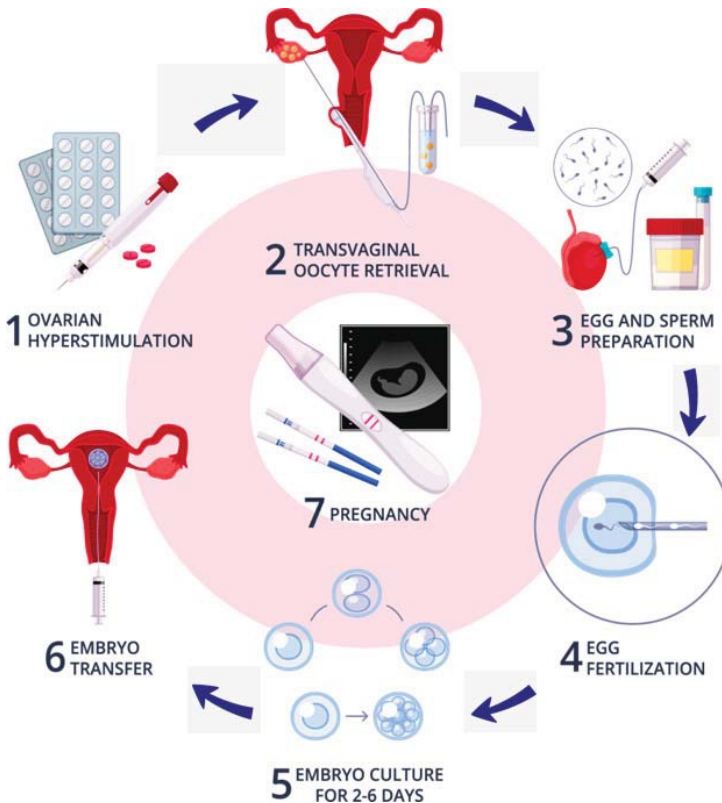 1 OVARIAN
HYPERSTIMULATION
2 TRANSVAGINAL
OOCYTE RETRIEVAL
3 EGG AND SPERM
PREPARATION
4 EGG
FERTILIZATION
5 EMBRYO CULTURE
FOR 2-6 DAYS
6 EMBRYO
TRANSFER
7 PREGNANCY